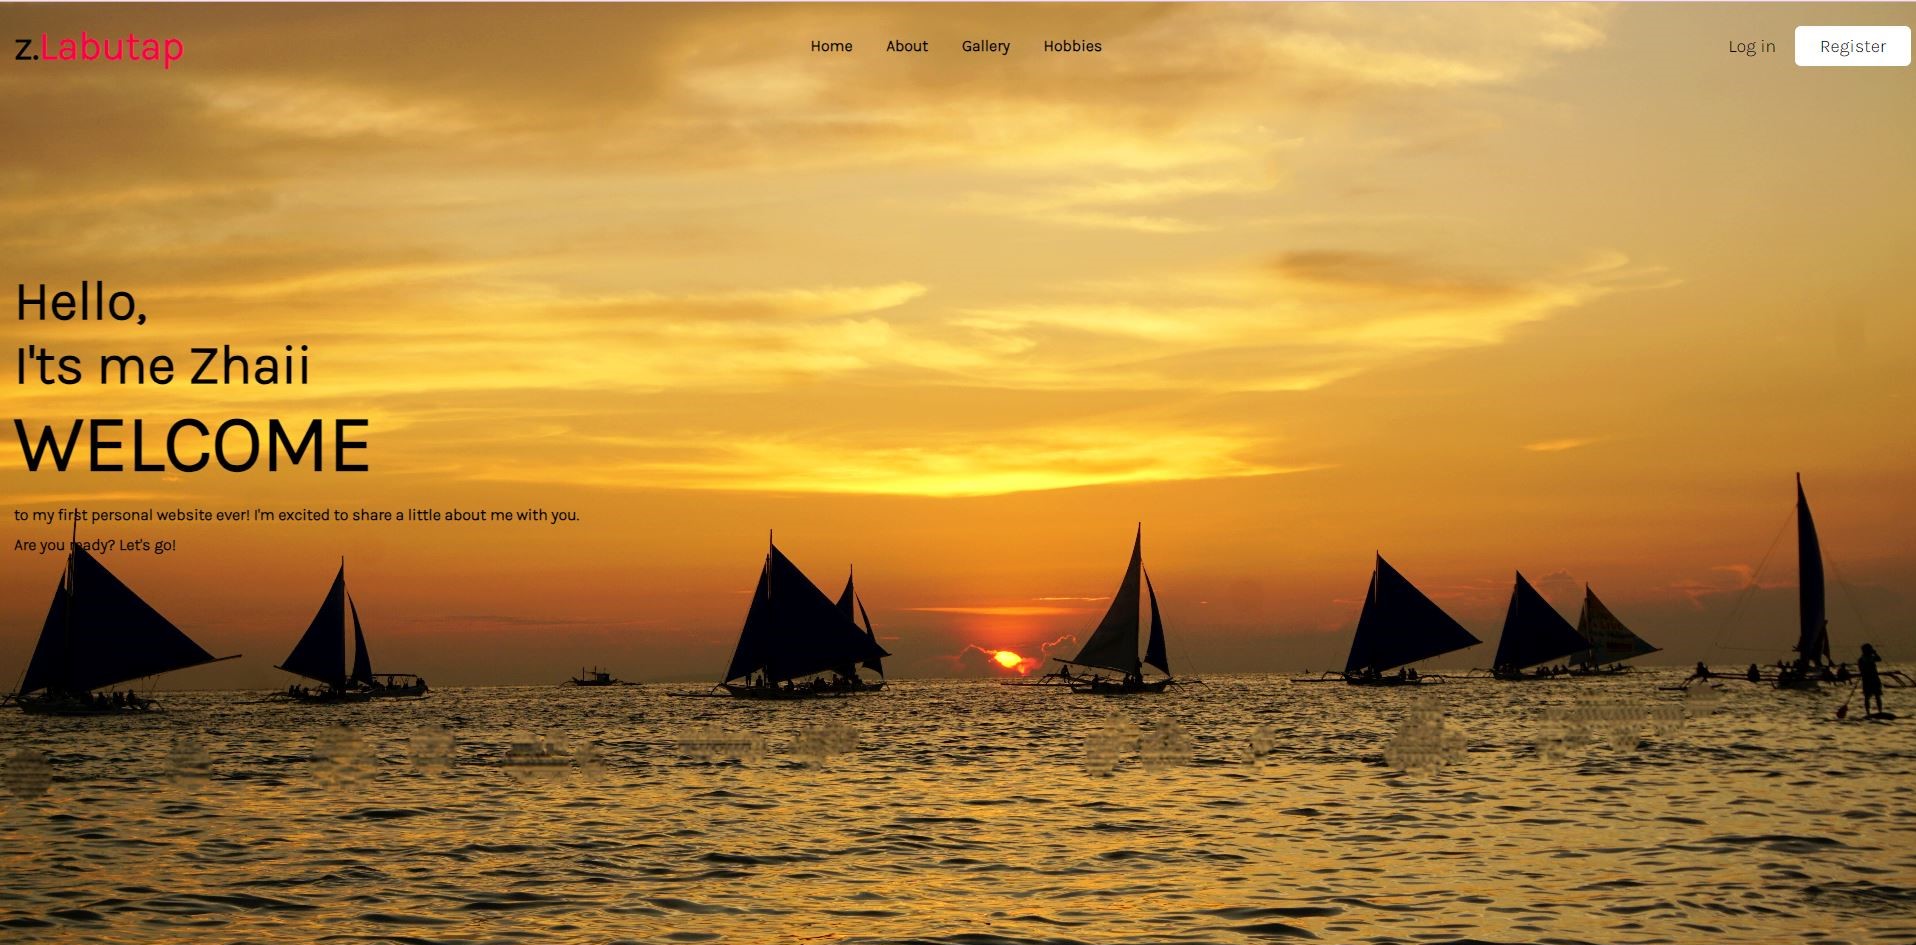 z.Labutap
Home About Gallery Hobbies
Log in Register
Hello,
I'ts me Zhaii
WELCOME
to my first personal website ever! I'm excited to share a little about me with you.
Are you ready? Let's go!